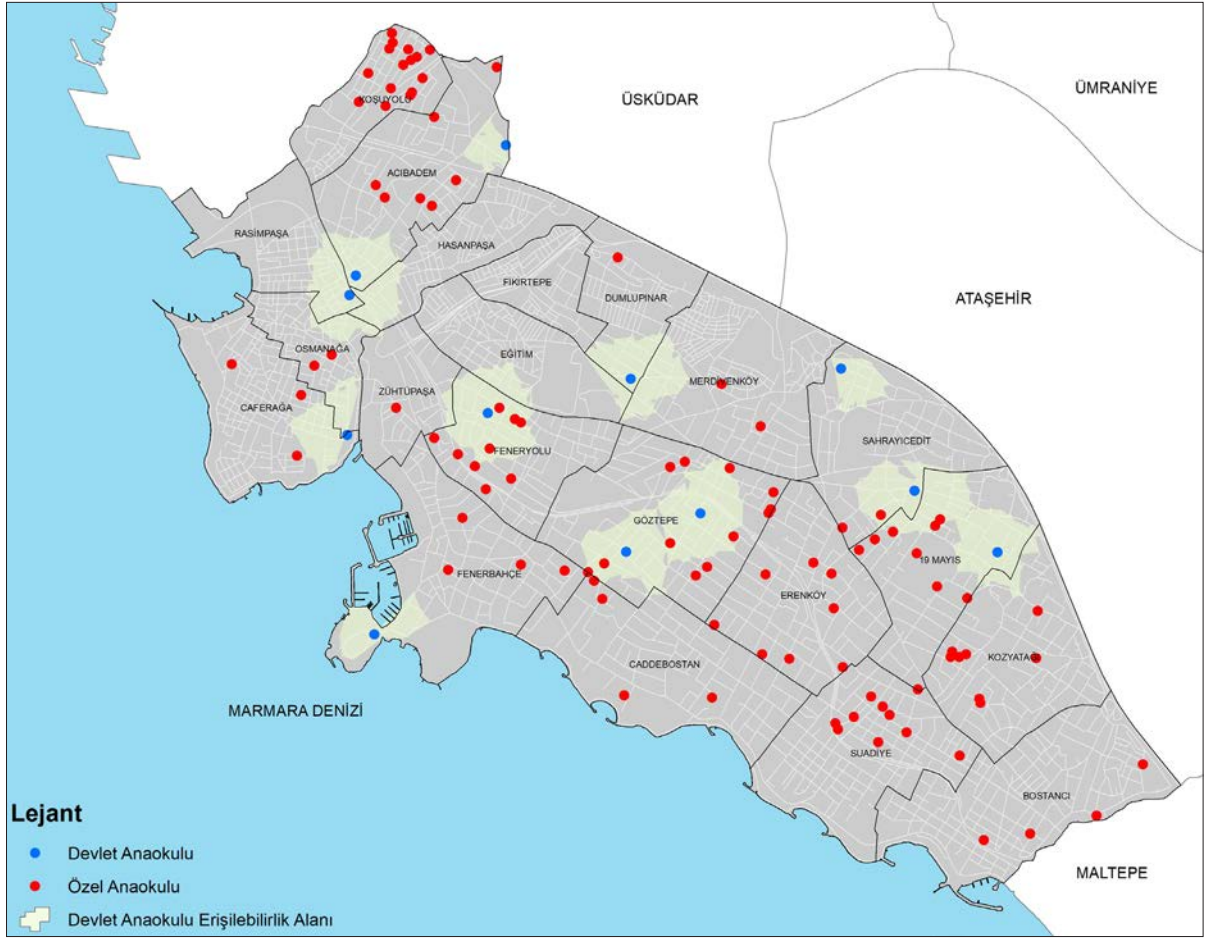 ÜSKÜDAR
ÜMRANİYE
KOŞUYOLU
ACIBADEM
RASİMPAŞA
HASANPAŞA
FİKİRTEPE
DUMLUPINAR
ATAŞEHİR
OSMANAĞA
EĞİTİM
MERDİVENKÖY
ZÜHTÜPAŞA
CAFERAĞA
FENERYOLU
SAHRAYICEDİT
GÖZTEPE
19 MAYIS
FENERBAHÇE
ERENKÖY
CADDEBOSTAN
KOZYATAĞI
MARMARA DENİZİ
SUADİYE
BOSTANCI
MALTEPE
Lejant
Devlet Anaokulu
Özel Anaokulu
Devlet Anaokulu Erişilebilirlik Alanı